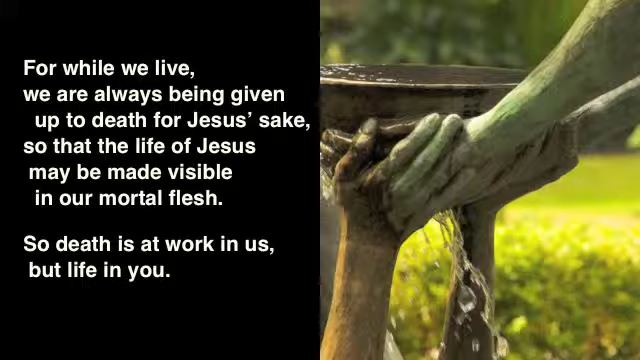 For while we live,
we are always being given
up to death for Jesus’ sake,
so that the life of Jesus
may be made visible
in our mortal flesh.
So death is at work in us,
but life in you.